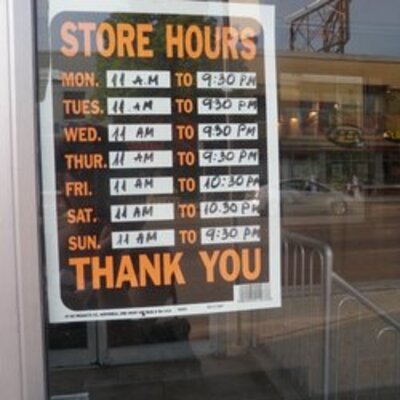 STORE HOURS
MON. 11 A.M TO 9:30 PM
TUES. 11 AM TO 930 PM
WED. 11 AM TO 9:30 PM
THUR. 11 AM TO 9:30 PM
FRI. 11 AM TO 10:30 PM
SAT. 11 AM TO 10.30 PM
SUN. 11 AM TO 9:30 PM
THANK YOU